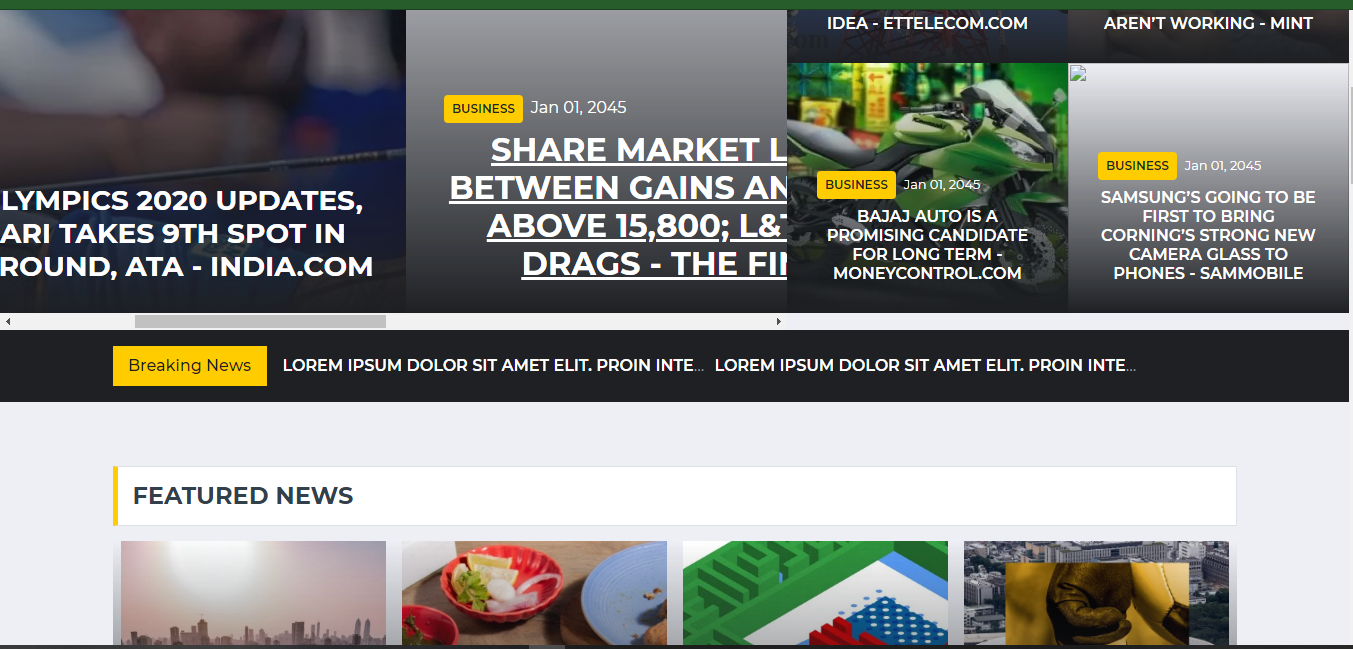 IDEA - ETTELECOM.COM
AREN’T WORKING - MINT
LYMPICS 2020 UPDATES,
ARI TAKES 9TH SPOT IN
ROUND, ATA - INDIA.COM
BUSINESS Jan 01, 2045
SHARE MARKET L
BETWEEN GAINS AN
ABOVE 15,800; L&T
DRAGS - THE FIN
BUSINESS Jan 01, 2045
BAJAJ AUTO IS A
PROMISING CANDIDATE
FOR LONG TERM -
MONEYCONTROL.COM
BUSINESS Jan 01, 2045
SAMSUNG’S GOING TO BE
FIRST TO BRING
CORNING’S STRONG NEW
CAMERA GLASS TO
PHONES - SAMMOBILE
Breaking News LOREM IPSUM DOLOR SIT AMET ELIT. PROIN INTE... LOREM IPSUM DOLOR SIT AMET ELIT. PROIN INTE...
FEATURED NEWS